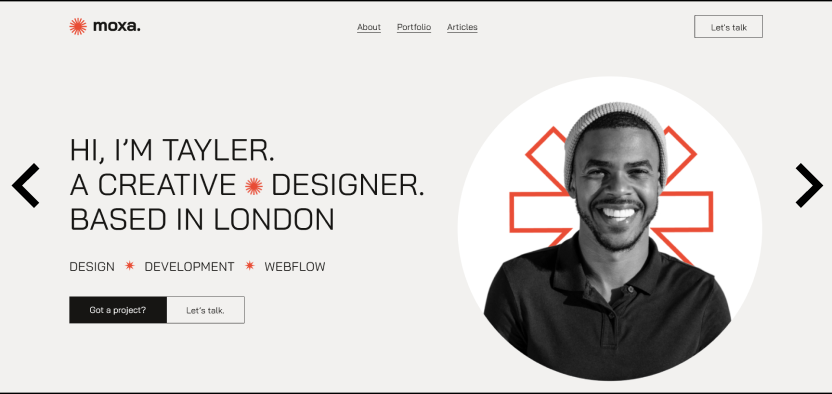 moxa.
About Portfolio Articles
Let's talk
HI, I'M TAYLER.
A CREATIVE DESIGNER.
BASED IN LONDON
DESIGN DEVELOPMENT WEBFLOW
Got a project? Let's talk.